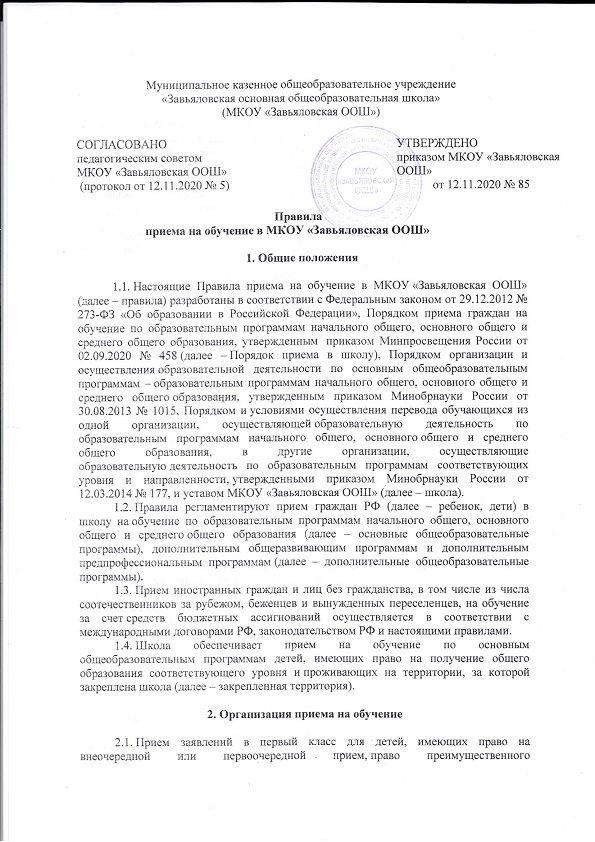 Муниципальное казенное общеобразовательное учреждение
«Завьяловская основная общеобразовательная школа»
(МКОУ «Завьяловская ООШ»)
СОГЛАСОВАНО
педагогическим советом
МКОУ «Завьяловская ООШ»
(протокол от 12.11.2020 № 5)
УТВЕРЖДЕНО
приказом МКОУ «Завьяловская
ООШ»
от 12.11.2020 № 85
МКОУ
«ЗАВЬЯЛОВСКАЯ
ООШ»
Правила
приема на обучение в МКОУ «Завьяловская ООШ»
1. Общие положения
1.1. Настоящие Правила приема на обучение в МКОУ «Завьяловская ООШ»
(далее – правила) разработаны в соответствии с Федеральным законом от 29.12.2012 №
273-ФЗ «Об образовании в Российской Федерации», Порядком приема граждан на
обучение по образовательным программам начального общего, основного общего и
среднего общего образования, утвержденным приказом Минпросвещения России от
02.09.2020 № 458 (далее – Порядок приема в школу), Порядком организации и
осуществления образовательной деятельности по основным общеобразовательным
программам – образовательным программам начального общего, основного общего и
среднего общего образования, утвержденным приказом Минобрнауки России от
30.08.2013 № 1015, Порядком и условиями осуществления перевода обучающихся из
одной организации, осуществляющей образовательную деятельность по
образовательным программам начального общего, основного общего и среднего
общего образования, в другие организации, осуществляющие
образовательную деятельность по образовательным программам соответствующих
уровня и направленности, утвержденными приказом Минобрнауки России от
12.03.2014 № 177, и уставом МКОУ «Завьяловская ООШ» (далее – школа).
1.2. Правила регламентируют прием граждан РФ (далее – ребенок, дети) в
школу на обучение по образовательным программам начального общего, основного
общего и среднего общего образования (далее – основные общеобразовательные
программы), дополнительным общеразвивающим программам и дополнительным
предпрофессиональным программам (далее – дополнительные общеобразовательные
программы).
1.3. Прием иностранных граждан и лиц без гражданства, в том числе из числа
соотечественников за рубежом, беженцев и вынужденных переселенцев, на обучение
за счет средств бюджетных ассигнований осуществляется в соответствии с
международными договорами РФ, законодательством РФ и настоящими правилами.
1.4. Школа обеспечивает прием на обучение по основным
общеобразовательным программам детей, имеющих право на получение общего
образования соответствующего уровня и проживающих на территории, за которой
закреплена школа (далее – закрепленная территория).
2. Организация приема на обучение
2.1. Прием заявлений в первый класс для детей, имеющих право на
внеочередной или первоочередной прием, право преимущественного